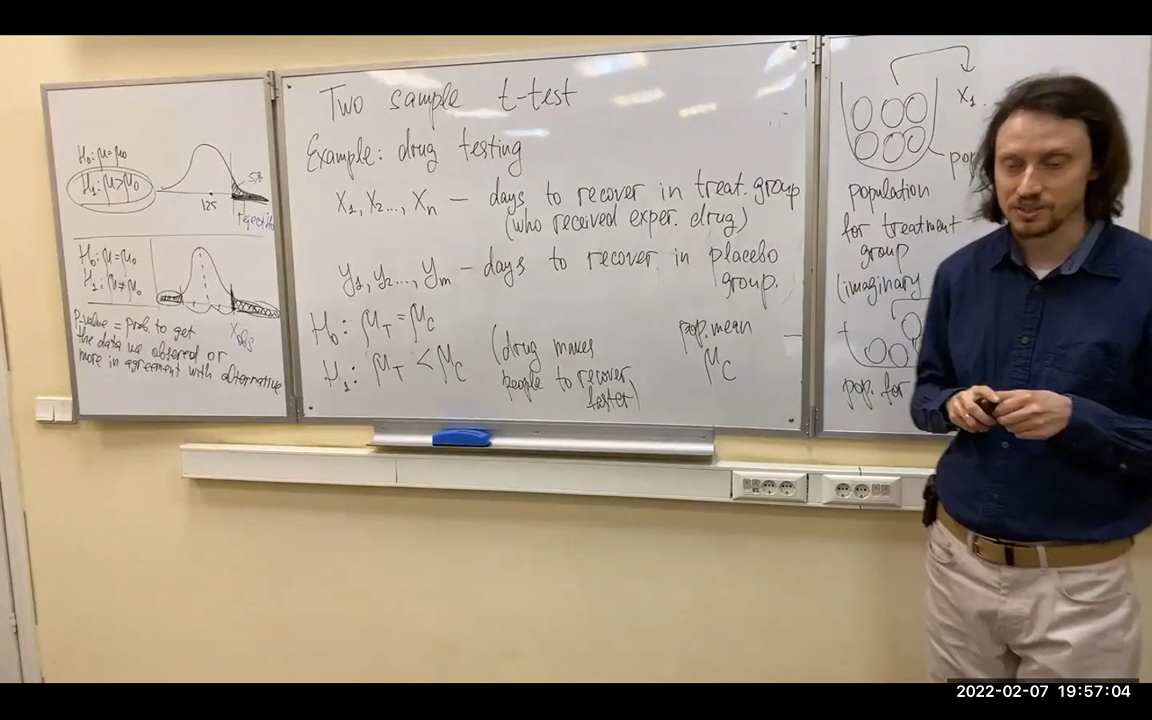 H₀: μ=μ₀
H₁: μ>μ₀
5%
125
reject H₀
H₀: μ=μ₀
H₁: μ≠μ₀
Xobs
P-value = prob. to get
the data we observed or
more in agreement with alternative
Two sample t-test
Example: drug testing
X₁, X₂..., Xn — days to recover in treat. group
(who received exper. drug)
y₁, y₂..., ym — days to recover in placebo
group.
H₀: μT = μC
H₁: μT < μC
(drug makes
people to recover
faster)
pop. mean —
μC
X₁
population
for treatment
group
(imaginary
pop. for
2022-02-07 19:57:04